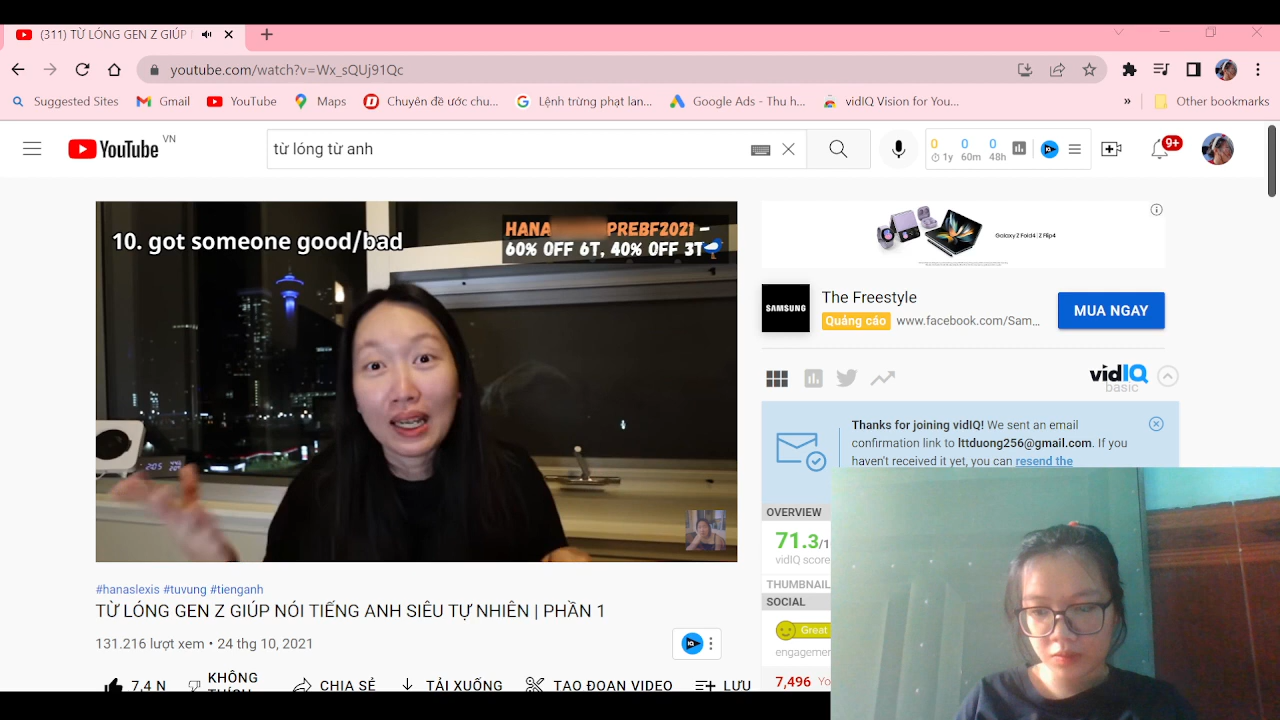 (311) TỪ LÓNG GEN Z GIÚP
youtube.com/watch?v=Wx_sQUj91Qc
Suggested Sites Gmail YouTube Maps Chuyên đề ước chu... Lệnh trừng phạt lan... Google Ads - Thu h... vidIQ Vision for You... » Other bookmarks
YouTube VN
từ lóng từ anh
0 0 0
1y 60m 48h
9+
10. got someone good/bad
HANA PREBF2021 -
60% OFF 6T, 40% OFF 3T
2:05
Galaxy Z Fold4 | Z Flip4
SAMSUNG
The Freestyle
Quảng cáo www.facebook.com/Sam...
MUA NGAY
vidIQ
basic
Thanks for joining vidIQ! We sent an email
confirmation link to lttduong256@gmail.com. If you
haven't received it yet, you can resend the
OVERVIEW
71.3/1
vidIQ score
THUMBNAIL
SOCIAL
Great
engagemen
7,496 Yo
#hanaslexis #tuvung #tienganh
TỪ LÓNG GEN Z GIÚP NÓI TIẾNG ANH SIÊU TỰ NHIÊN | PHẦN 1
131.216 lượt xem • 24 thg 10, 2021
7,4 N KHÔNG THÍCH CHIA SẺ TẢI XUỐNG TẠO ĐOẠN VIDEO LƯU